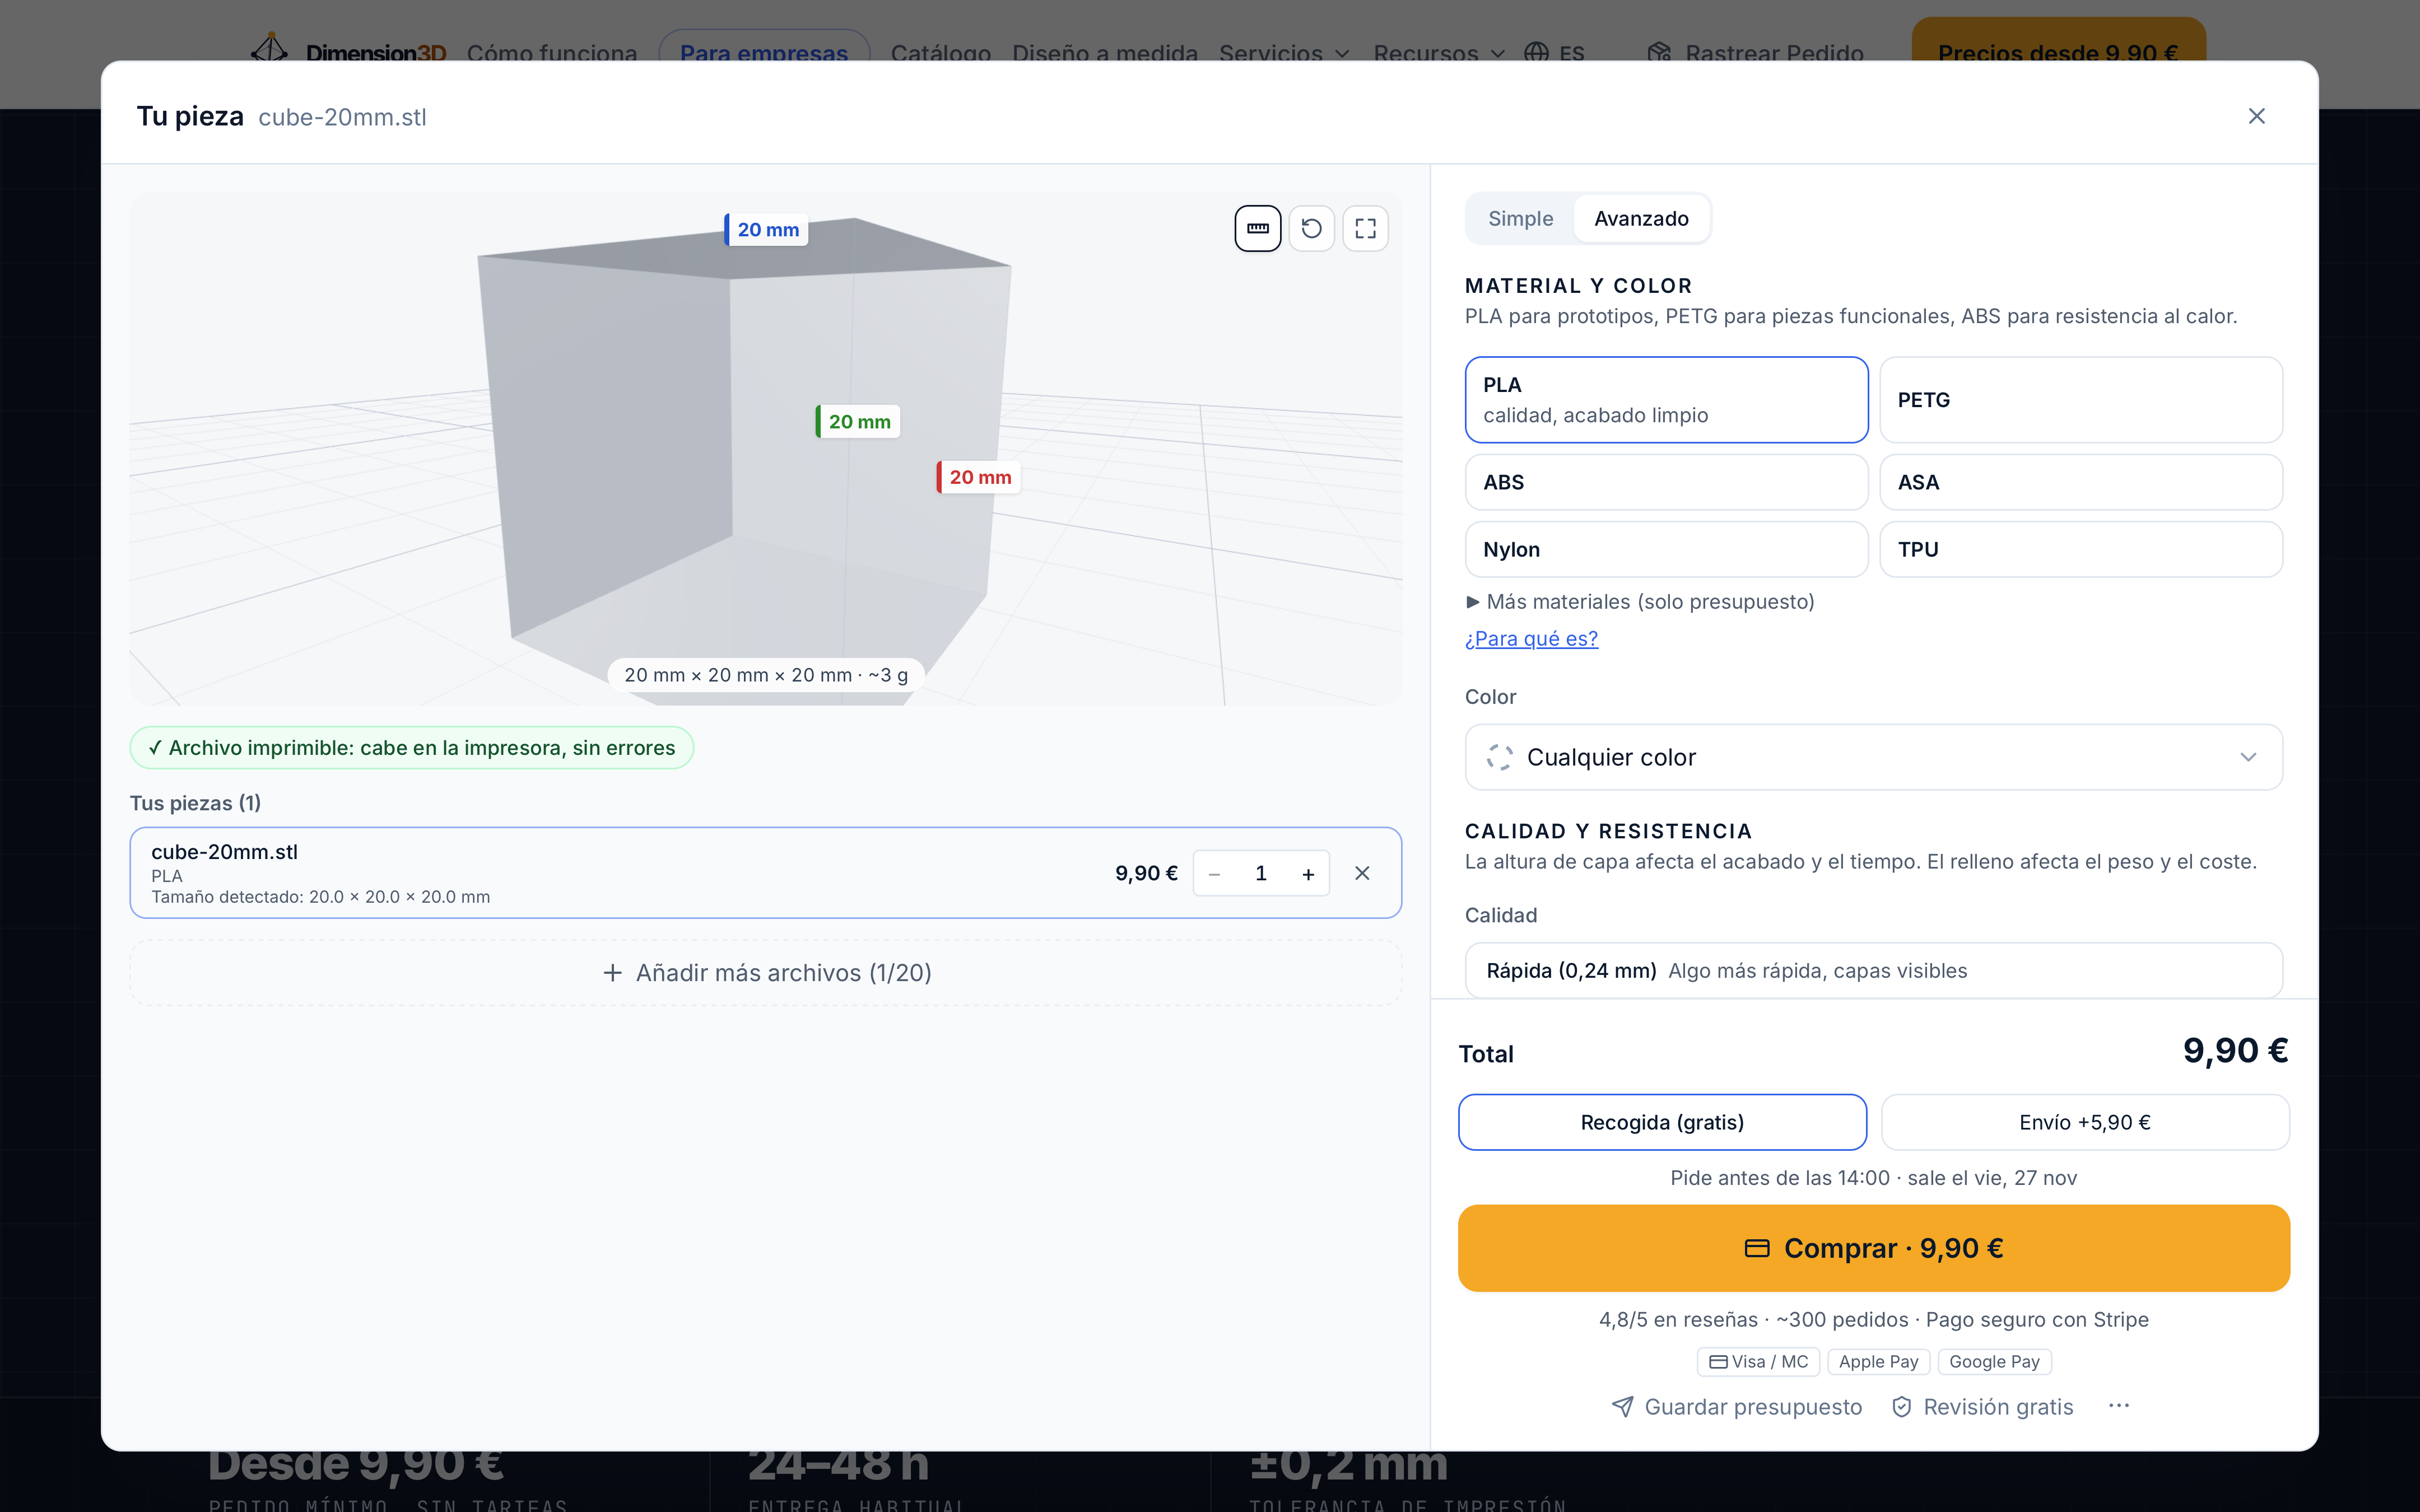 Dimension3D Cómo funciona Para empresas Catálogo Diseño a medida Servicios Recursos ES Rastrear Pedido Precios desde 9,90 €
Tu pieza cube-20mm.stl
20 mm
20 mm
20 mm
20 mm × 20 mm × 20 mm · ~3 g
✓ Archivo imprimible: cabe en la impresora, sin errores
Tus piezas (1)
cube-20mm.stl
PLA
Tamaño detectado: 20.0 × 20.0 × 20.0 mm
9,90 € − 1 +
+ Añadir más archivos (1/20)
Simple Avanzado
MATERIAL Y COLOR
PLA para prototipos, PETG para piezas funcionales, ABS para resistencia al calor.
PLA
calidad, acabado limpio
PETG
ABS
ASA
Nylon
TPU
▶ Más materiales (solo presupuesto)
¿Para qué es?
Color
Cualquier color
CALIDAD Y RESISTENCIA
La altura de capa afecta el acabado y el tiempo. El relleno afecta el peso y el coste.
Calidad
Rápida (0,24 mm) Algo más rápida, capas visibles
Total 9,90 €
Recogida (gratis) Envío +5,90 €
Pide antes de las 14:00 · sale el vie, 27 nov
Comprar · 9,90 €
4,8/5 en reseñas · ~300 pedidos · Pago seguro con Stripe
Visa / MC Apple Pay Google Pay
Guardar presupuesto Revisión gratis ···
Desde 9,90 € 24–48 h ±0,2 mm
PEDIDO MÍNIMO, SIN TARIFAS ENTREGA HABITUAL TOLERANCIA DE IMPRESIÓN